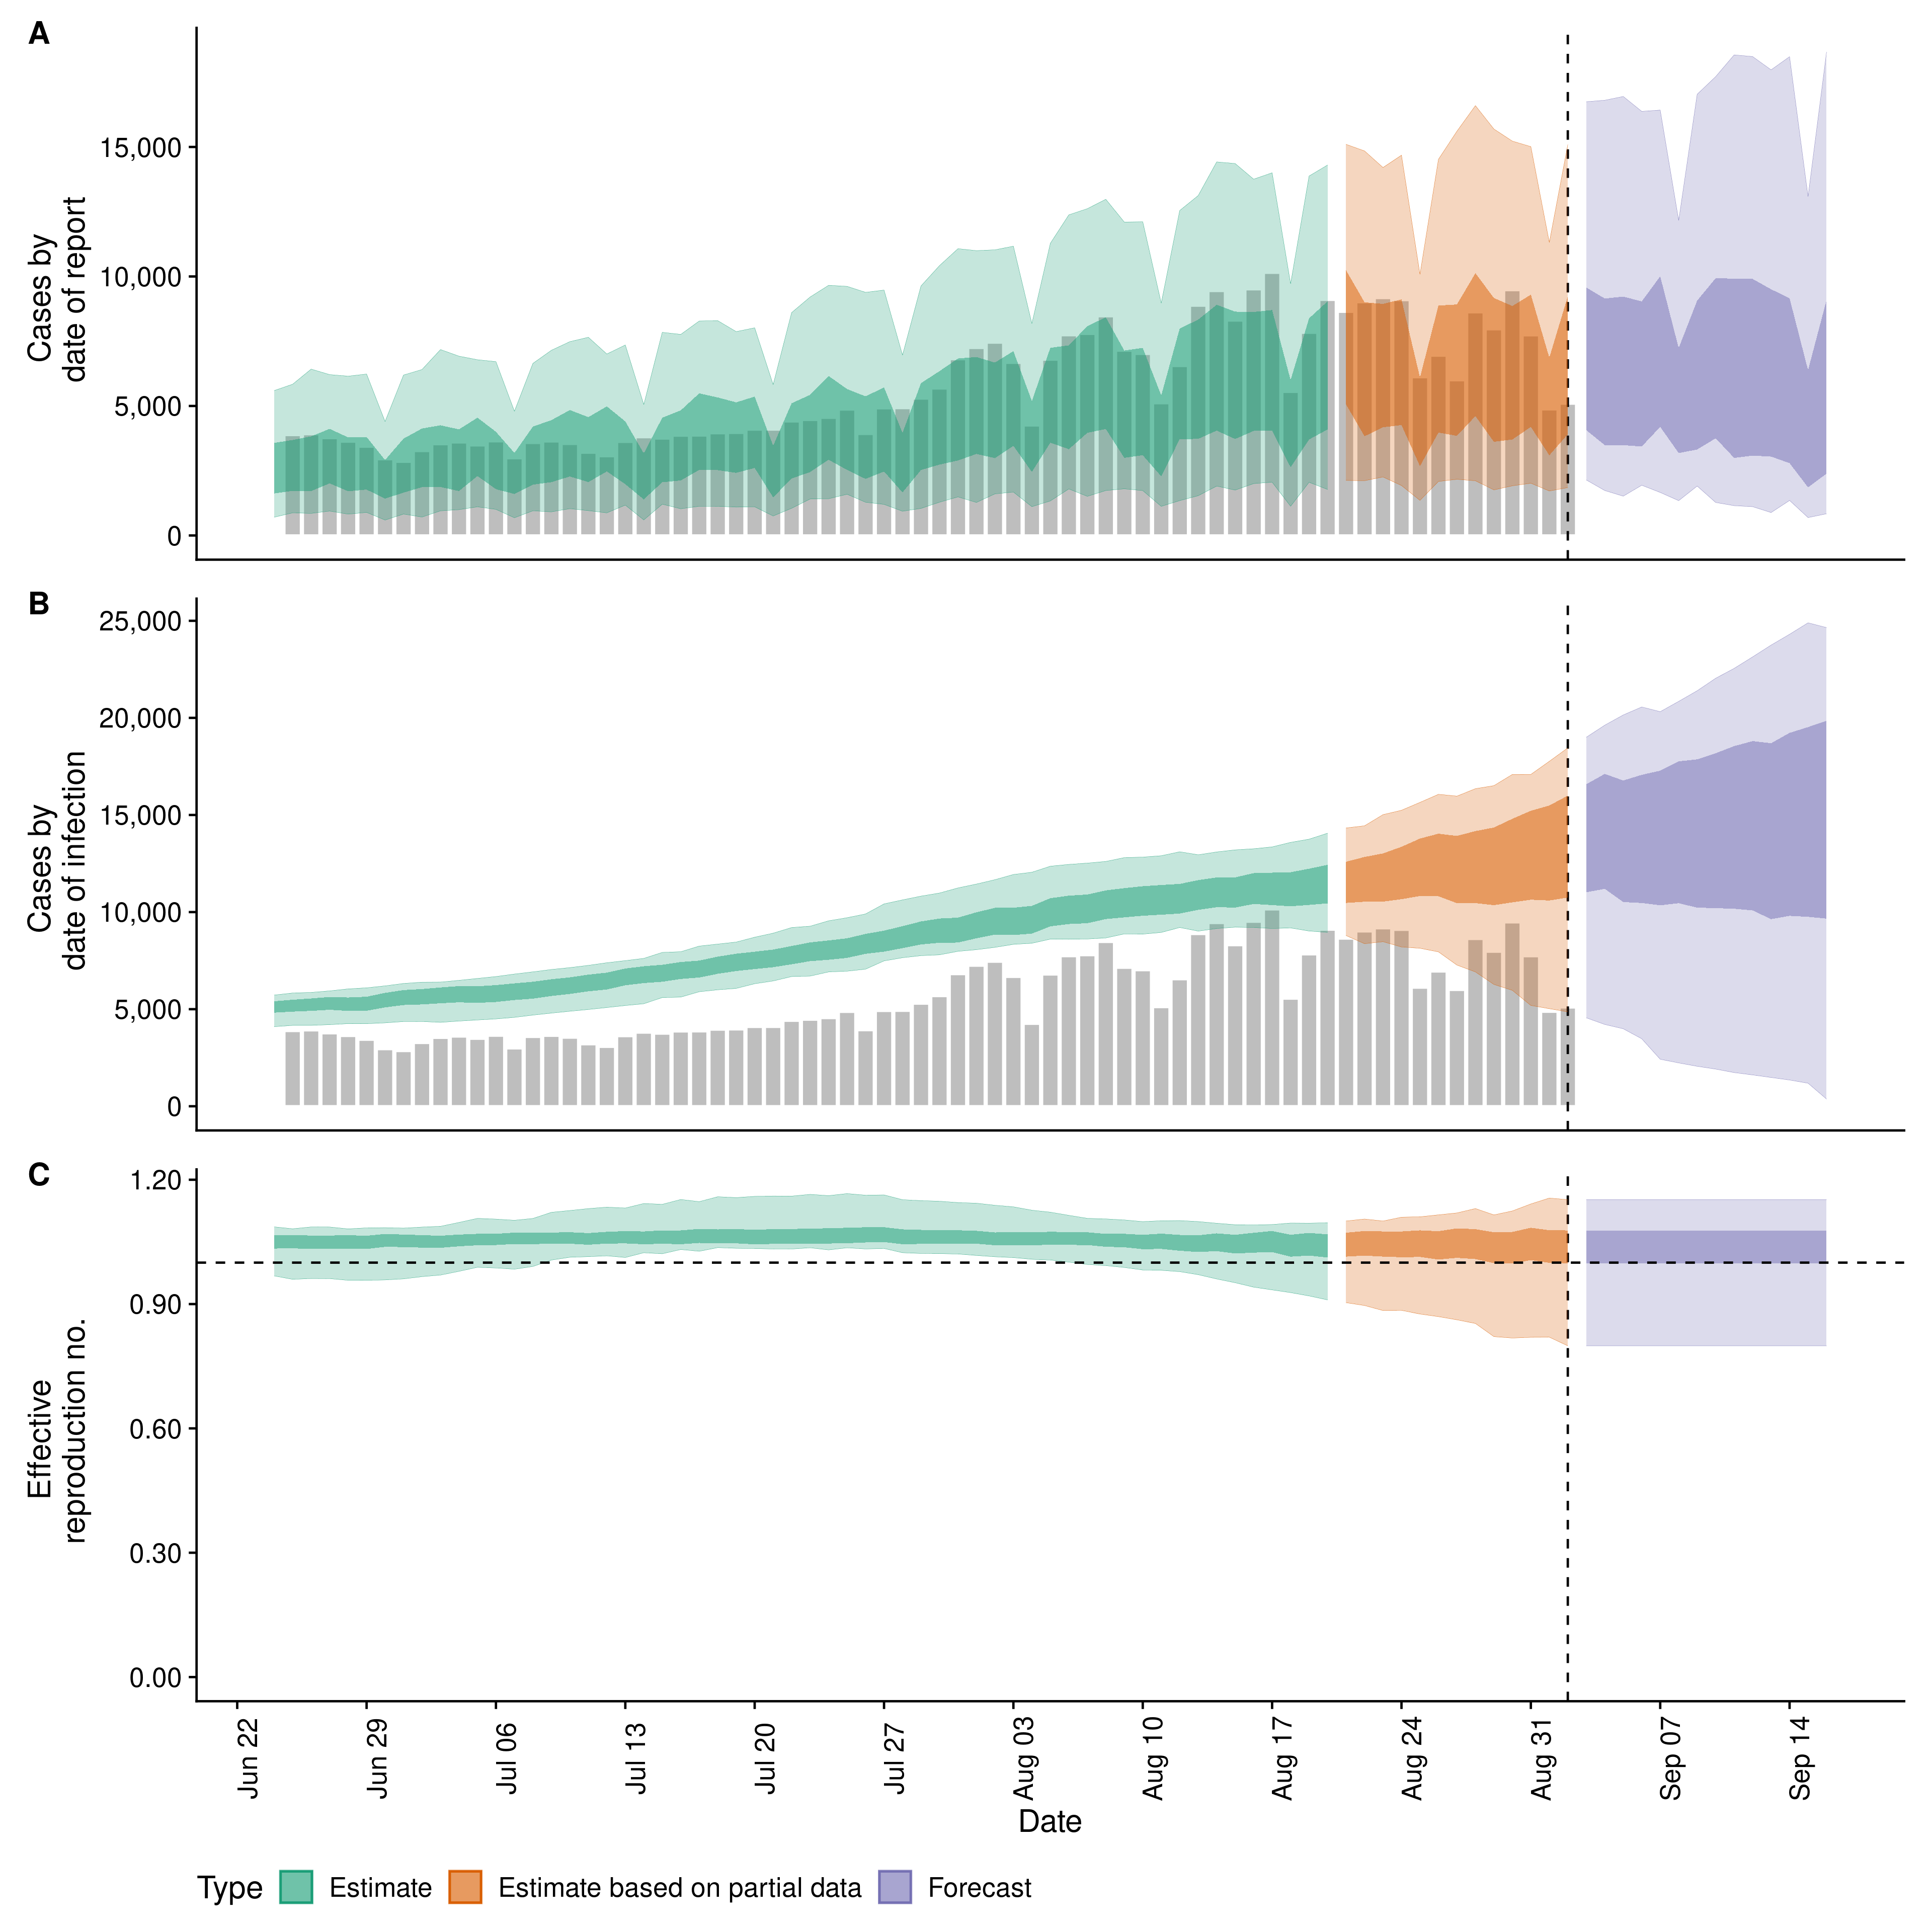 A
Cases by
date of report
15,000
10,000
5,000
0
B
Cases by
date of infection
25,000
20,000
15,000
10,000
5,000
0
C
Effective
reproduction no.
1.20
0.90
0.60
0.30
0.00
Jun 22
Jun 29
Jul 06
Jul 13
Jul 20
Jul 27
Aug 03
Aug 10
Aug 17
Aug 24
Aug 31
Sep 07
Sep 14
Date
Type Estimate Estimate based on partial data Forecast